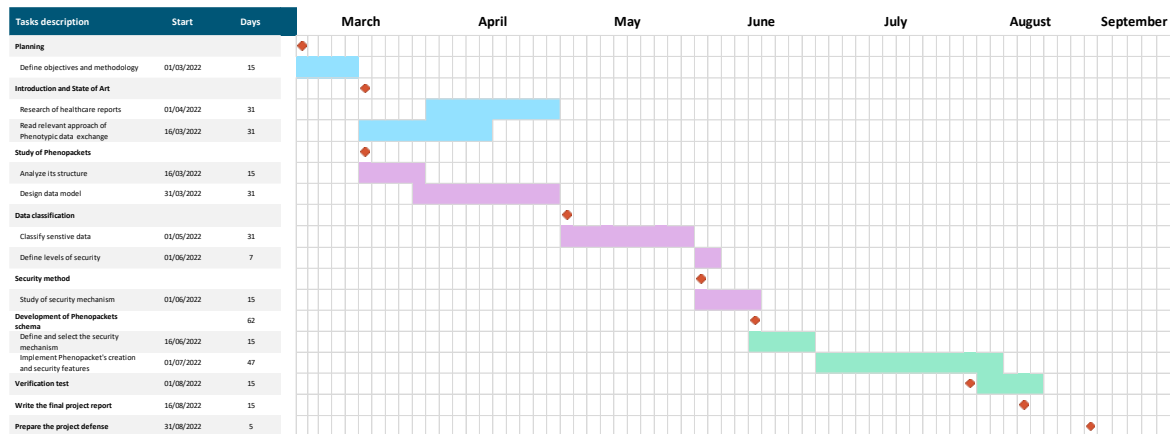 Tasks description Start Days March April May June July August September
Planning
Define objectives and methodology 01/03/2022 15
Introduction and State of Art
Research of healthcare reports 01/04/2022 31
Read relevant approach of
Phenotypic data exchange 16/03/2022 31
Study of Phenopackets
Analyze its structure 16/03/2022 15
Design data model 31/03/2022 31
Data classification
Classify senstive data 01/05/2022 31
Define levels of security 01/06/2022 7
Security method
Study of security mechanism 01/06/2022 15
Development of Phenopackets
schema 62
Define and select the security
mechanism 16/06/2022 15
Implement Phenopacket's creation
and security features 01/07/2022 47
Verification test 01/08/2022 15
Write the final project report 16/08/2022 15
Prepare the project defense 31/08/2022 5